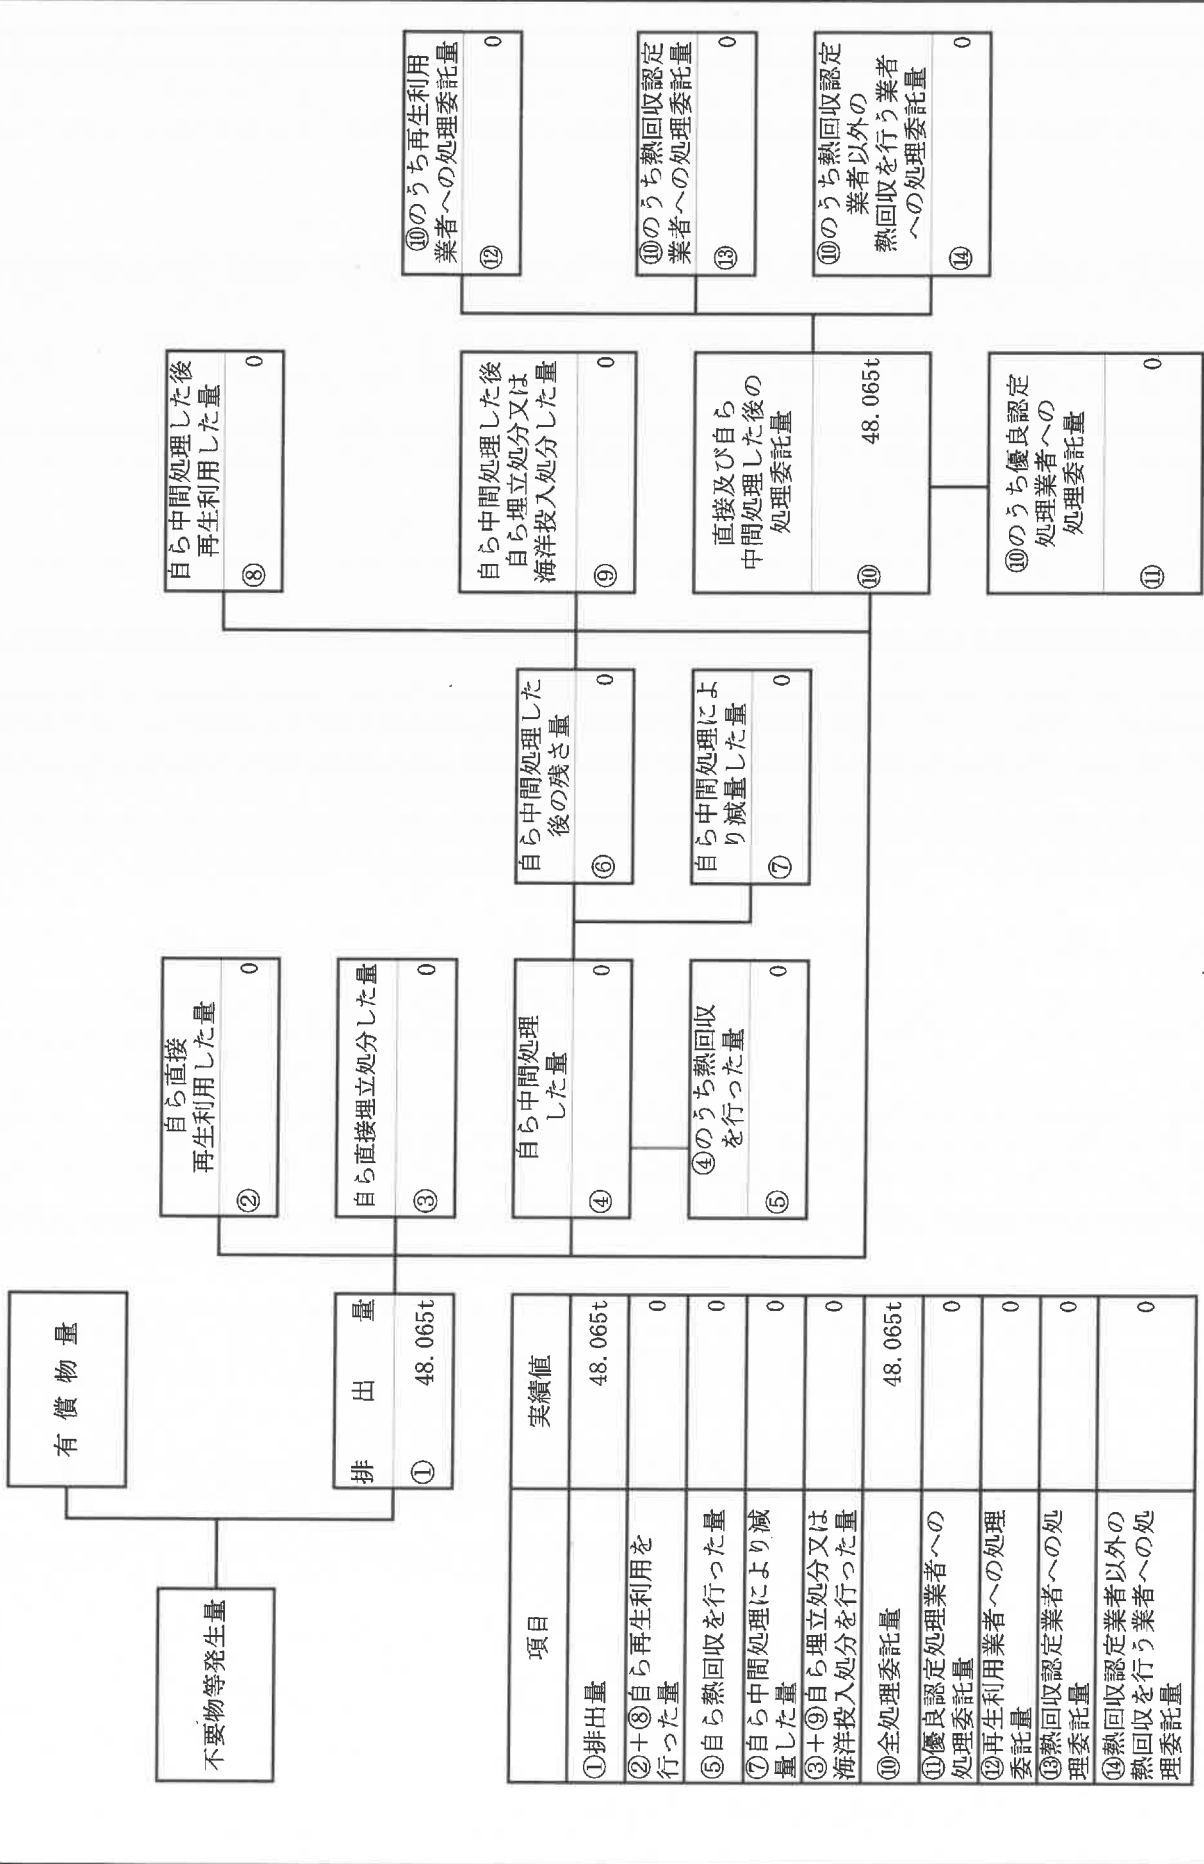 不要物等発生量
有償物量
排出量
① 48.065t
自ら直接
再生利用した量
② 0
自ら直接埋立処分した量
③ 0
自ら中間処理
した量
④ 0
④のうち熱回収
を行った量
⑤ 0
自ら中間処理した
後の残さ量
⑥ 0
自ら中間処理によ
り減量した量
⑦ 0
自ら中間処理した後
再生利用した量
⑧ 0
自ら中間処理した後
自ら埋立処分又は
海洋投入処分した量
⑨ 0
直接及び自ら
中間処理した後の
処理委託量
⑩ 48.065t
⑩のうち優良認定
処理業者への
処理委託量
⑪ 0
⑩のうち再生利用
業者への処理委託量
⑫ 0
⑩のうち熱回収認定
業者への処理委託量
⑬ 0
⑩のうち熱回収認定
業者以外の
熱回収を行う業者
への処理委託量
⑭ 0
項目 実績値
①排出量 48.065t
②+⑧自ら再生利用を
行った量 0
⑤自ら熱回収を行った量 0
⑦自ら中間処理により減
量した量 0
③+⑨自ら埋立処分又は
海洋投入処分を行った量 0
⑩全処理委託量 48.065t
⑪優良認定処理業者への
処理委託量 0
⑫再生利用業者への処理
委託量 0
⑬熱回収認定業者への処
理委託量 0
⑭熱回収認定業者以外の
熱回収を行う業者への処
理委託量 0